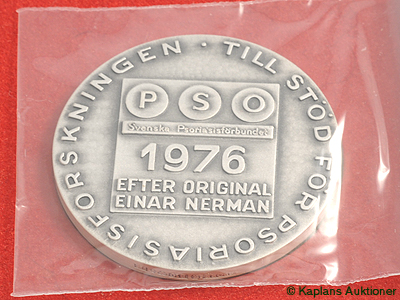 TILL STÖD FÖR PSORIASISFORSKNINGEN ·
PSO
Svenska Psoriasisförbundet
1976
EFTER ORIGINAL
EINAR NERMAN
© Kaplans Auktioner